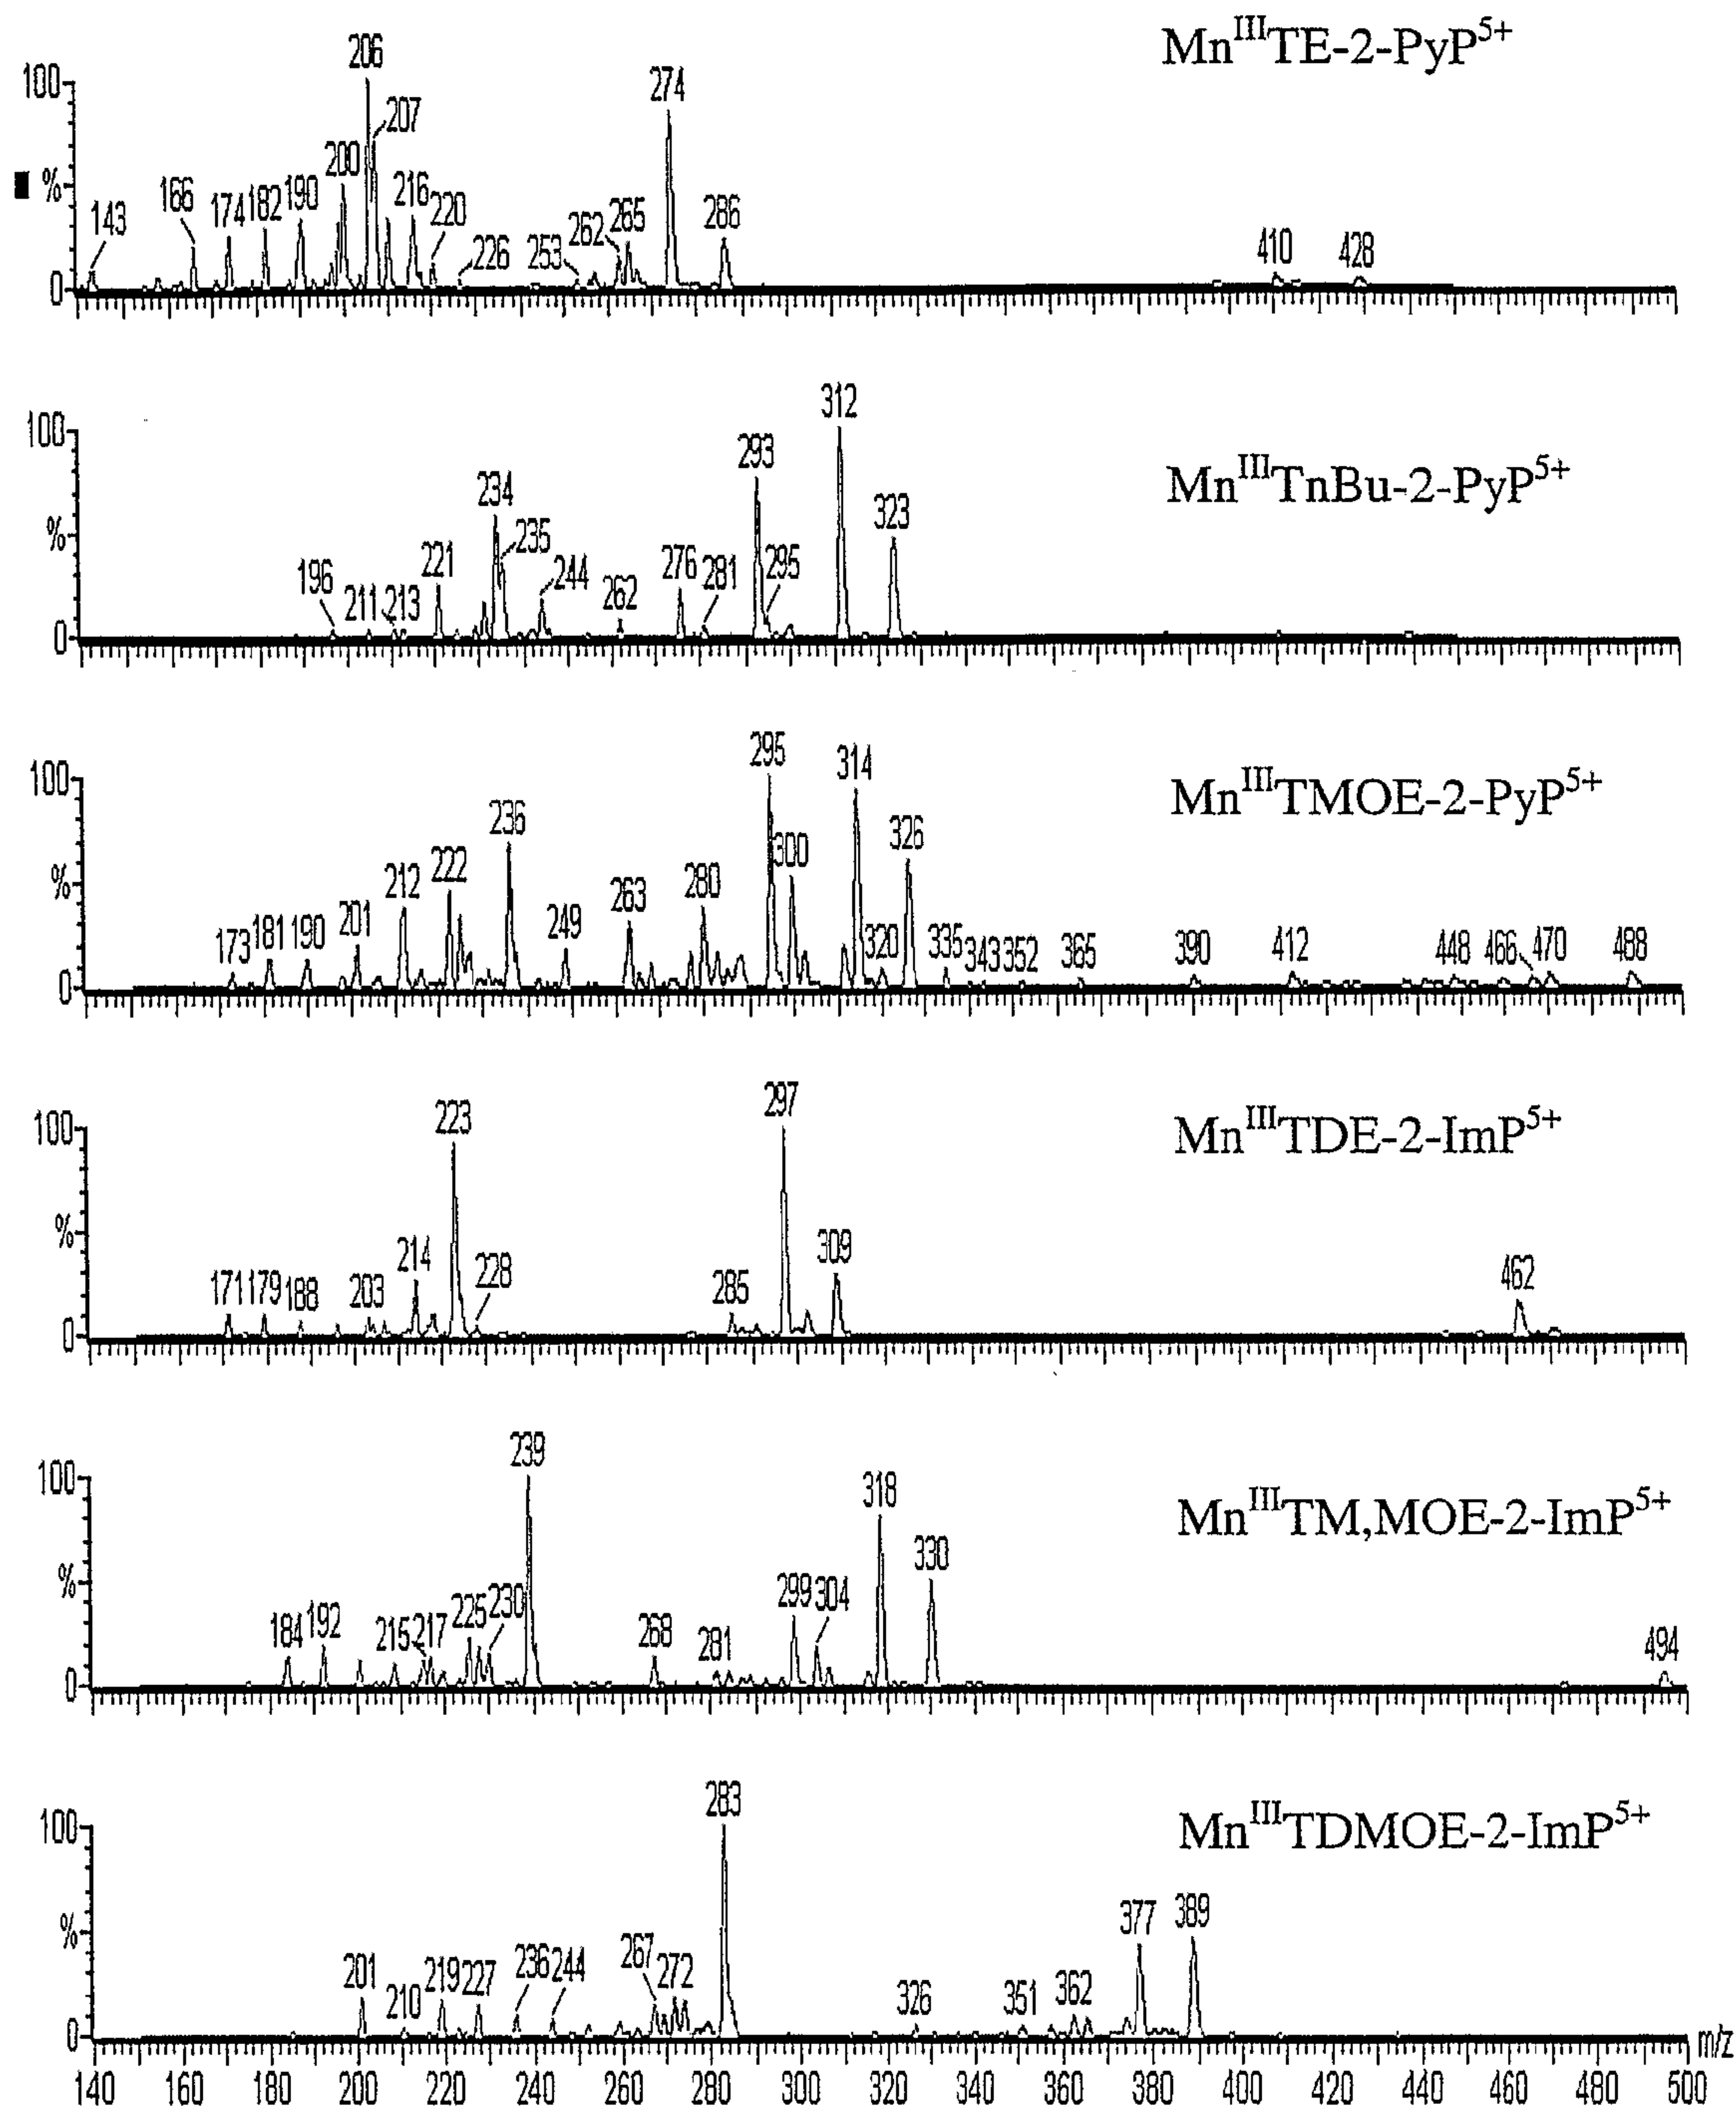 Mn^III TE-2-PyP^5+
206
100 274
207
200
% 166 174 182 190 216 220 262 265 286
143 226 253 410 428
0
312
100 293
Mn^III TnBu-2-PyP^5+
234 323
% 235
221 244 276 281 295
196 211 213 262
0
295 314
100 Mn^III TMOE-2-PyP^5+
236 300 326
% 212 222 280
173 181 190 201 249 263 320 335 343 352 365 390 412 448 466 470 488
0
223 297
100 Mn^III TDE-2-ImP^5+
%
214 309
171 179 188 203 228 285 462
0
239
100 318 Mn^III TM,MOE-2-ImP^5+
330
% 299 304
184 192 215 217 225 230 268 281 494
0
283
100 Mn^III TDMOE-2-ImP^5+
377 389
%
201 210 219 227 236 244 267 272 326 351 362
0 m/z
140 160 180 200 220 240 260 280 300 320 340 360 380 400 420 440 460 480 500